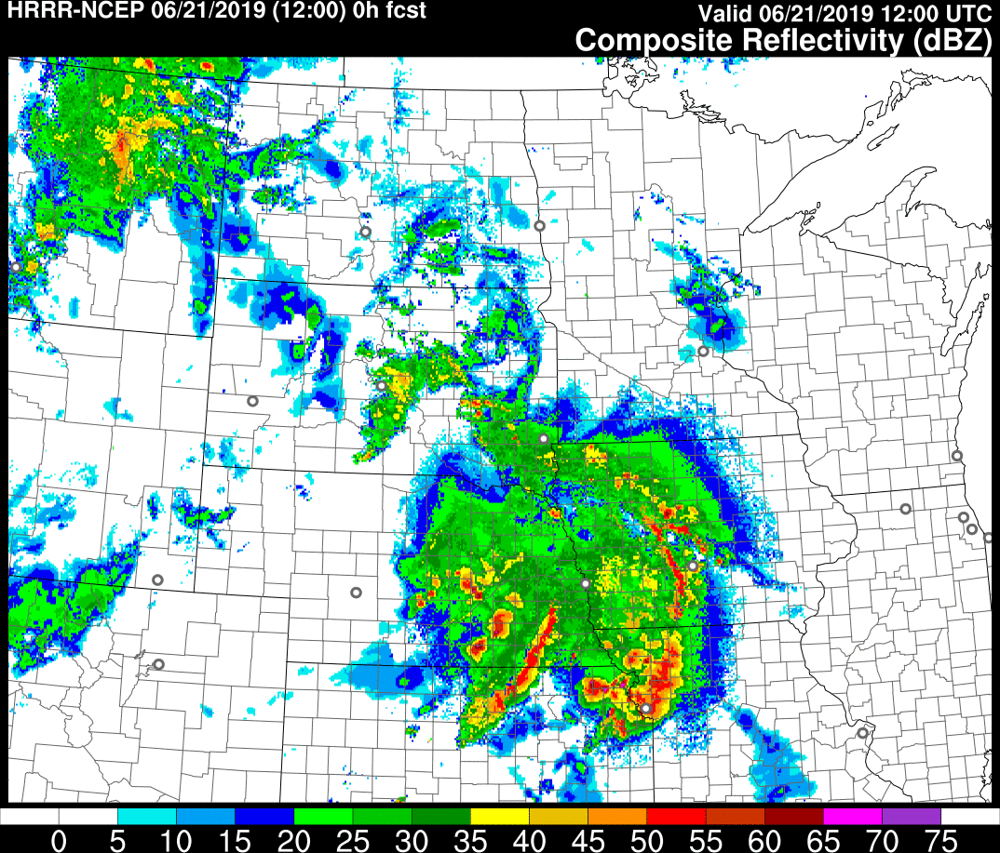 HRRR-NCEP 06/21/2019 (12:00) 0h fcst
Valid 06/21/2019 12:00 UTC
Composite Reflectivity (dBZ)
0 5 10 15 20 25 30 35 40 45 50 55 60 65 70 75